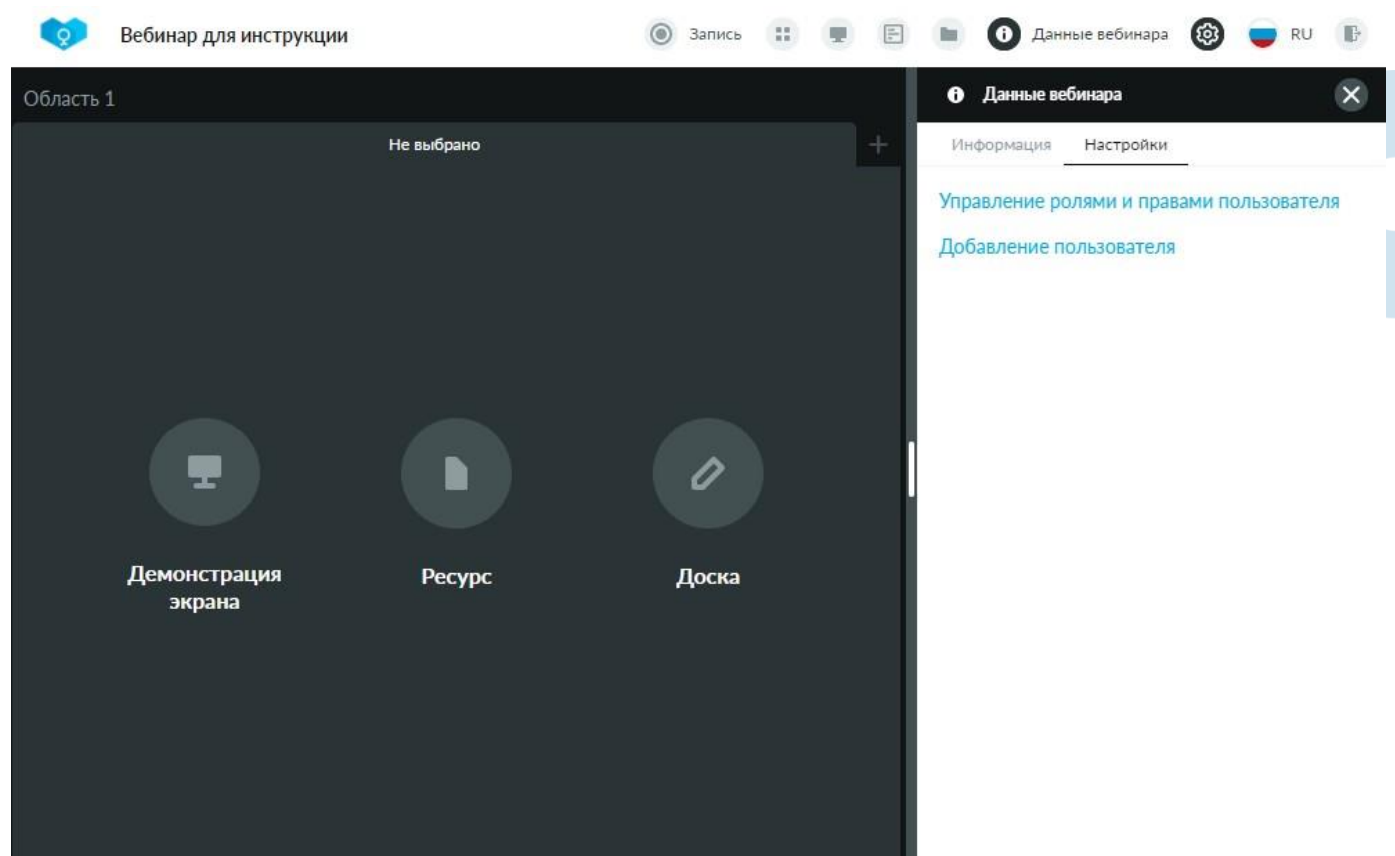 Вебинар для инструкции
Запись
Данные вебинара
RU
Область 1
Не выбрано
Демонстрация
экрана
Ресурс
Доска
Данные вебинара
Информация
Настройки
Управление ролями и правами пользователя
Добавление пользователя